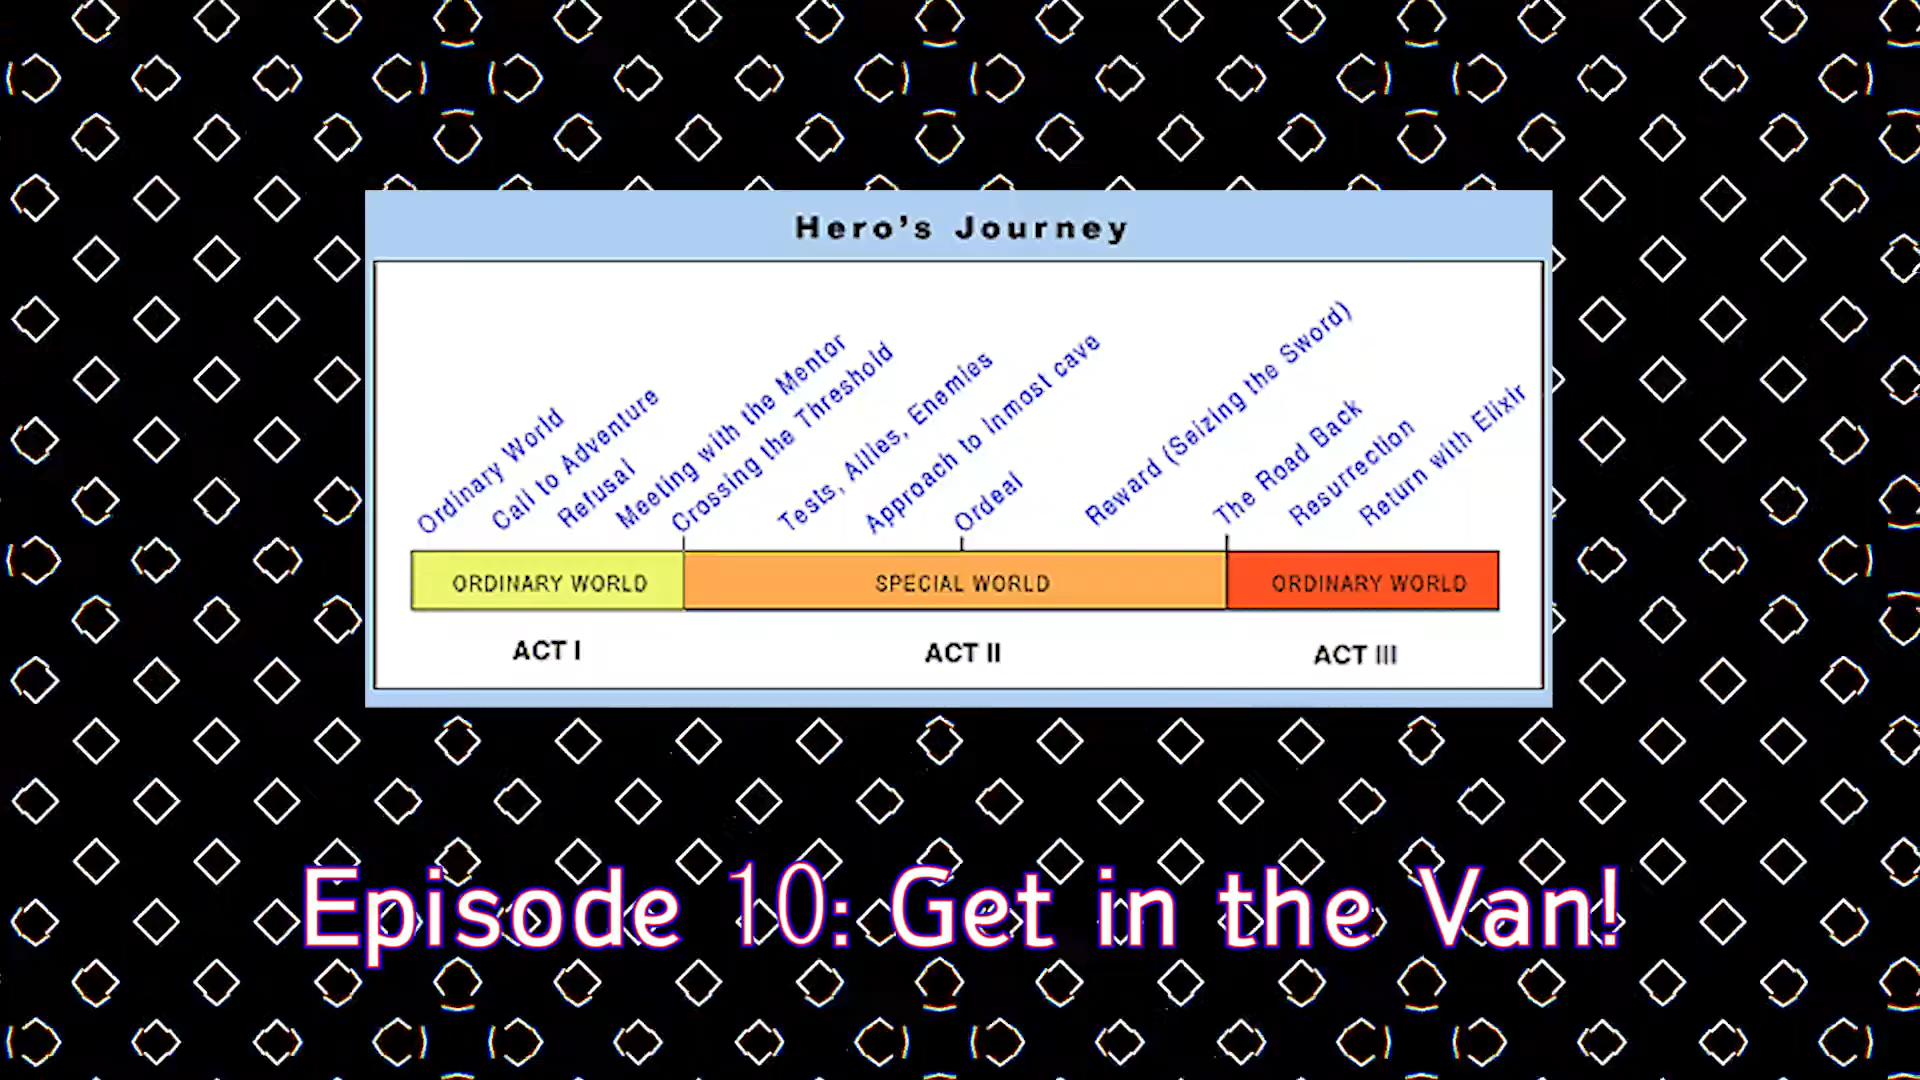 Hero's Journey
Ordinary World
Call to Adventure
Refusal
Meeting with the Mentor
Crossing the Threshold
Tests, Allies, Enemies
Approach to Inmost cave
Ordeal
Reward (Seizing the Sword)
The Road Back
Resurrection
Return with Elixir
ORDINARY WORLD
SPECIAL WORLD
ORDINARY WORLD
ACT I
ACT II
ACT III
Episode 10: Get in the Van!